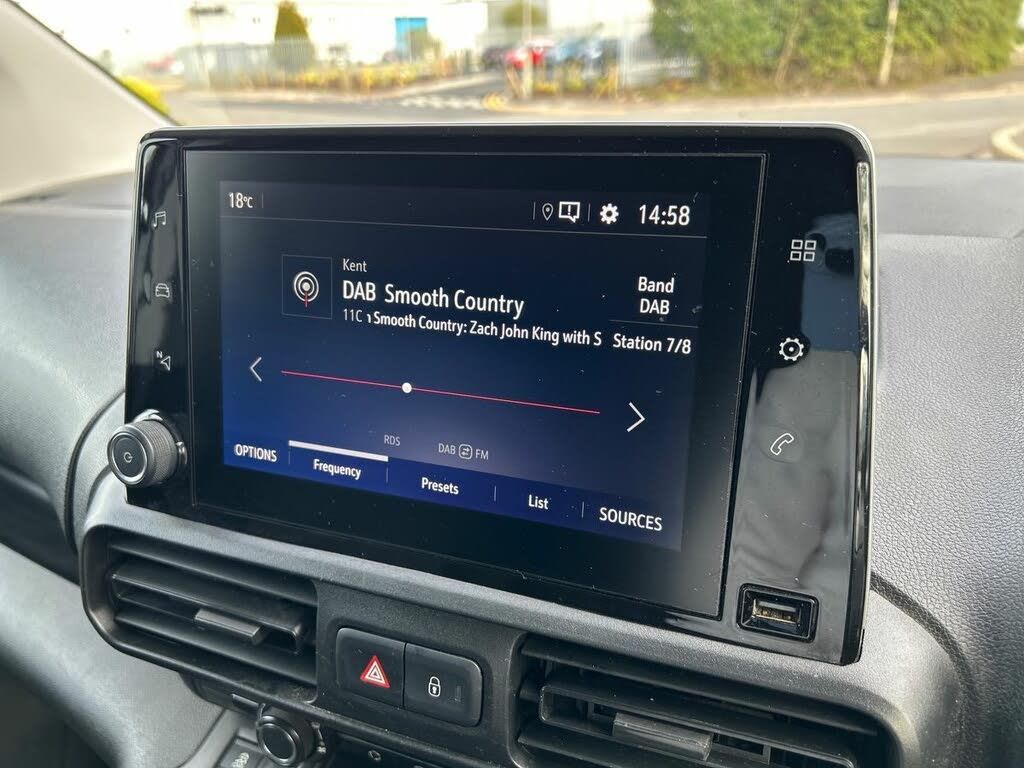 18°C
14:58
Kent
DAB Smooth Country
Band
DAB
11C ı Smooth Country: Zach John King with S
Station 7/8
RDS
DAB FM
OPTIONS
Frequency
Presets
List
SOURCES
N